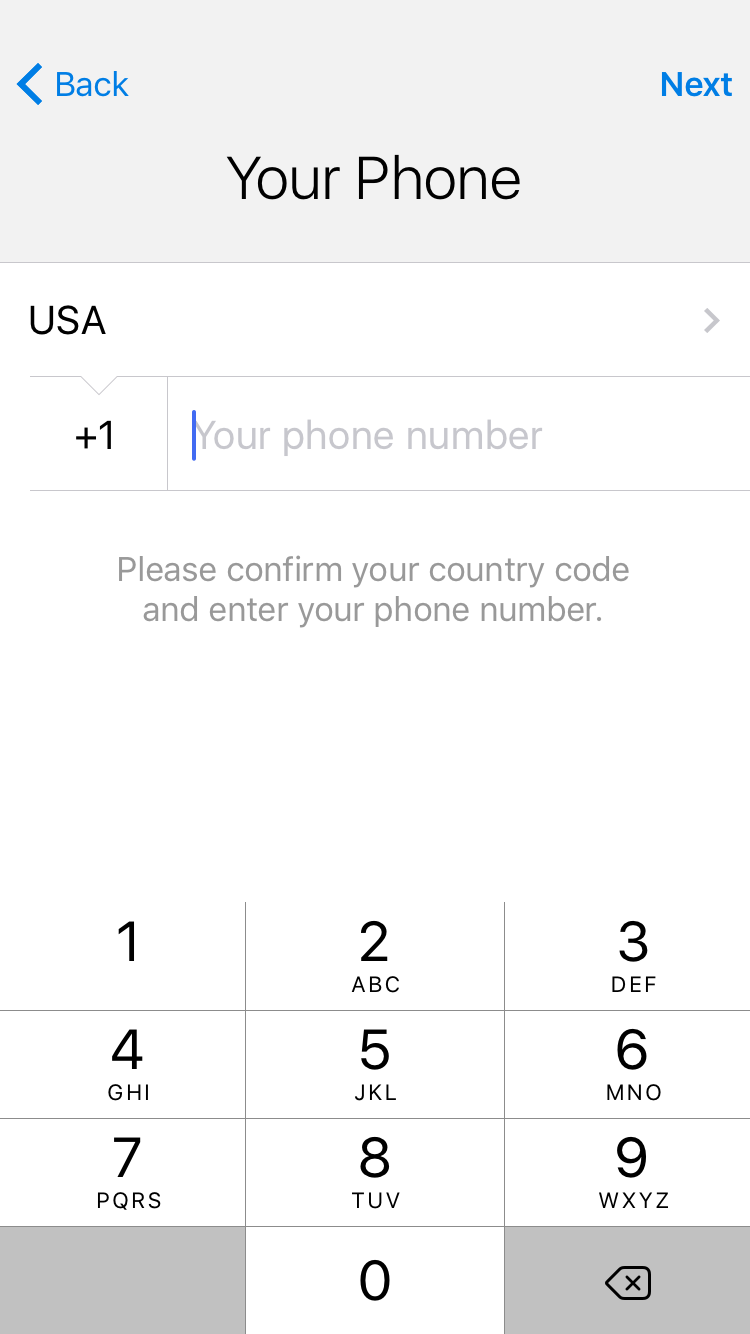 Back
Next
Your Phone
USA
+1
Your phone number
Please confirm your country code
and enter your phone number.
1
2
3
ABC
DEF
4
5
6
GHI
JKL
MNO
7
8
9
PQRS
TUV
WXYZ
0